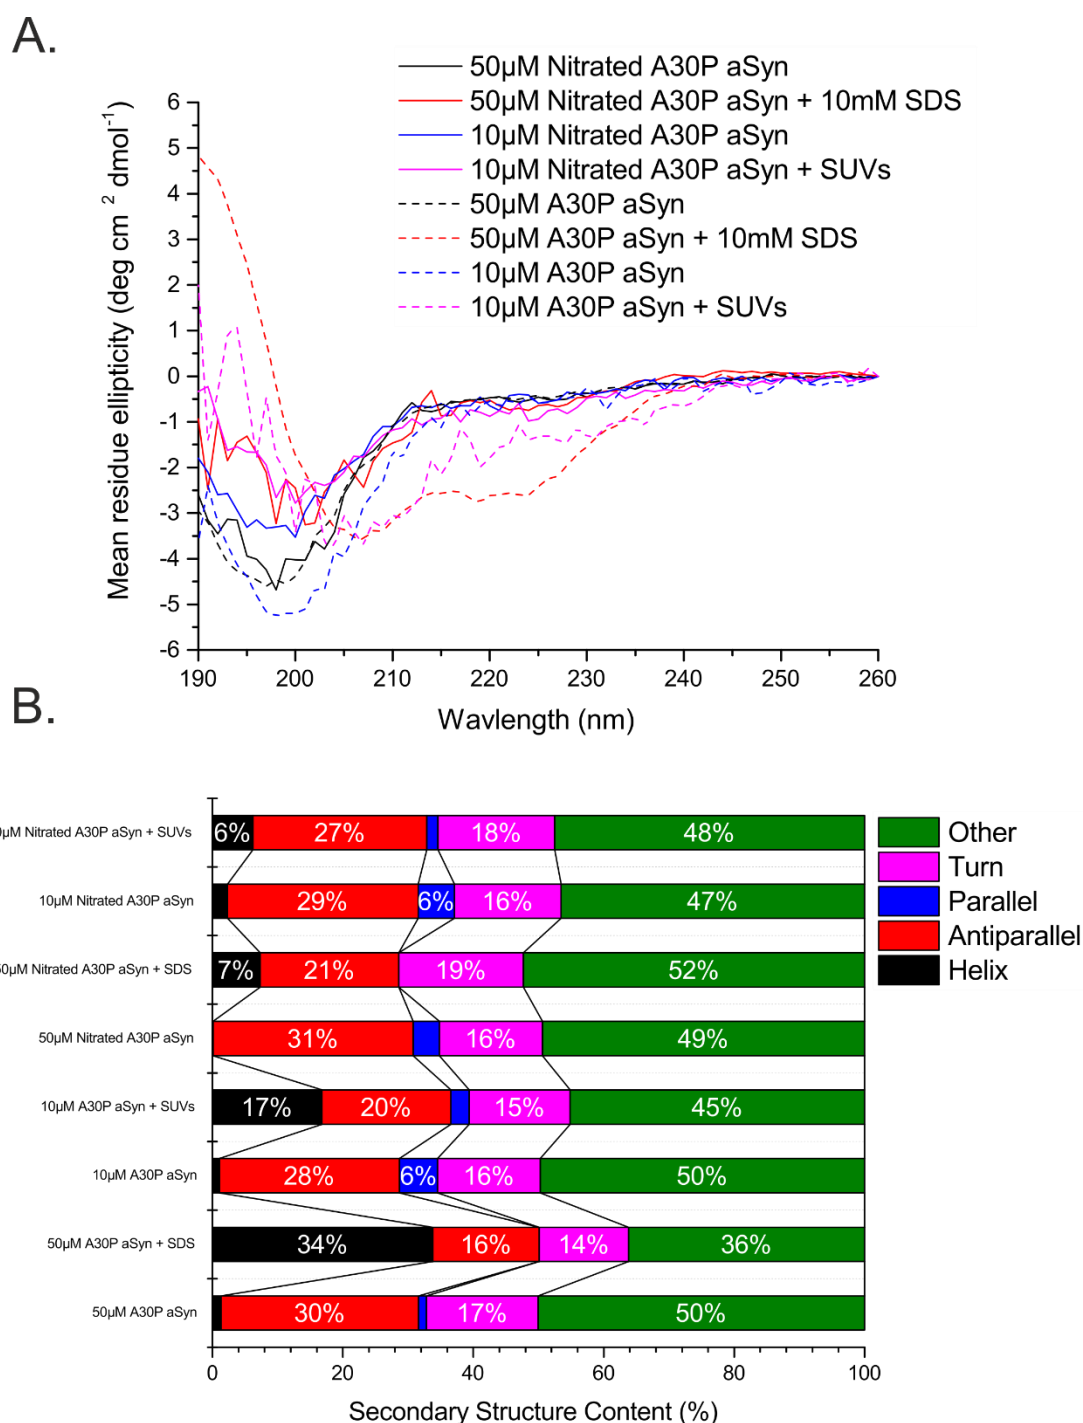 A.
50µM Nitrated A30P aSyn
50µM Nitrated A30P aSyn + 10mM SDS
10µM Nitrated A30P aSyn
10µM Nitrated A30P aSyn + SUVs
50µM A30P aSyn
50µM A30P aSyn + 10mM SDS
10µM A30P aSyn
10µM A30P aSyn + SUVs
Mean residue ellipticity (deg cm 2 dmol-1)
6
5
4
3
2
1
0
-1
-2
-3
-4
-5
-6
190 200 210 220 230 240 250 260
Wavlength (nm)
B.
0µM Nitrated A30P aSyn + SUVs 6% 27% 18% 48%
10µM Nitrated A30P aSyn 29% 6% 16% 47%
50µM Nitrated A30P aSyn + SDS 7% 21% 19% 52%
50µM Nitrated A30P aSyn 31% 16% 49%
10µM A30P aSyn + SUVs 17% 20% 15% 45%
10µM A30P aSyn 28% 6% 16% 50%
50µM A30P aSyn + SDS 34% 16% 14% 36%
50µM A30P aSyn 30% 17% 50%
Other
Turn
Parallel
Antiparallel
Helix
0 20 40 60 80 100
Secondary Structure Content (%)